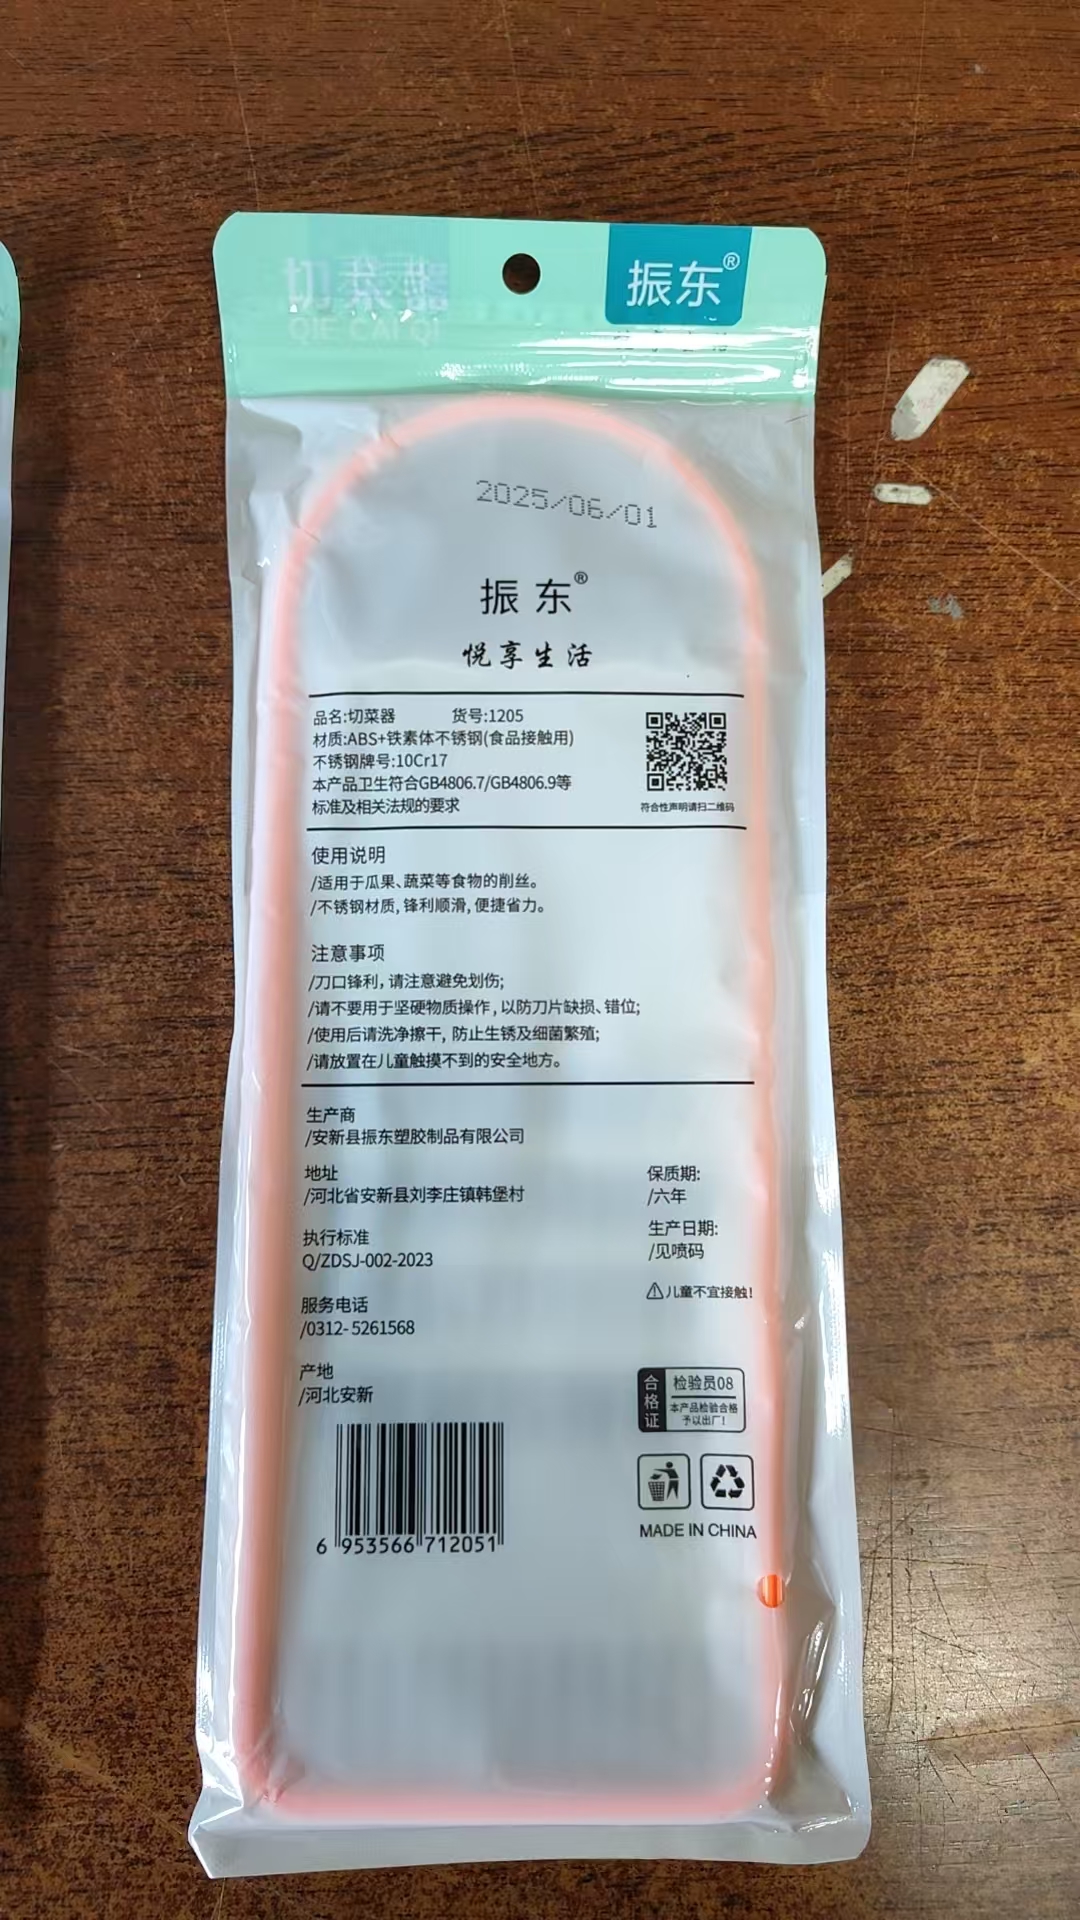 切菜器
QIE CAI QI
振东®
2025/06/01
振东®
悦享生活
品名:切菜器 货号:1205
材质:ABS+铁素体不锈钢(食品接触用)
不锈钢牌号:10Cr17
本产品卫生符合GB4806.7/GB4806.9等
标准及相关法规的要求
符合性声明请扫二维码
使用说明
/适用于瓜果、蔬菜等食物的削丝。
/不锈钢材质,锋利顺滑,便捷省力。
注意事项
/刀口锋利,请注意避免划伤;
/请不要用于坚硬物质操作,以防刀片缺损、错位;
/使用后请洗净擦干,防止生锈及细菌繁殖;
/请放置在儿童触摸不到的安全地方。
生产商
/安新县振东塑胶制品有限公司
地址
/河北省安新县刘李庄镇韩堡村
保质期:
/六年
执行标准
Q/ZDSJ-002-2023
生产日期:
/见喷码
儿童不宜接触!
服务电话
/0312-5261568
产地
/河北安新
合格证
检验员08
本产品检验合格
予以出厂!
MADE IN CHINA
6 953566 712051